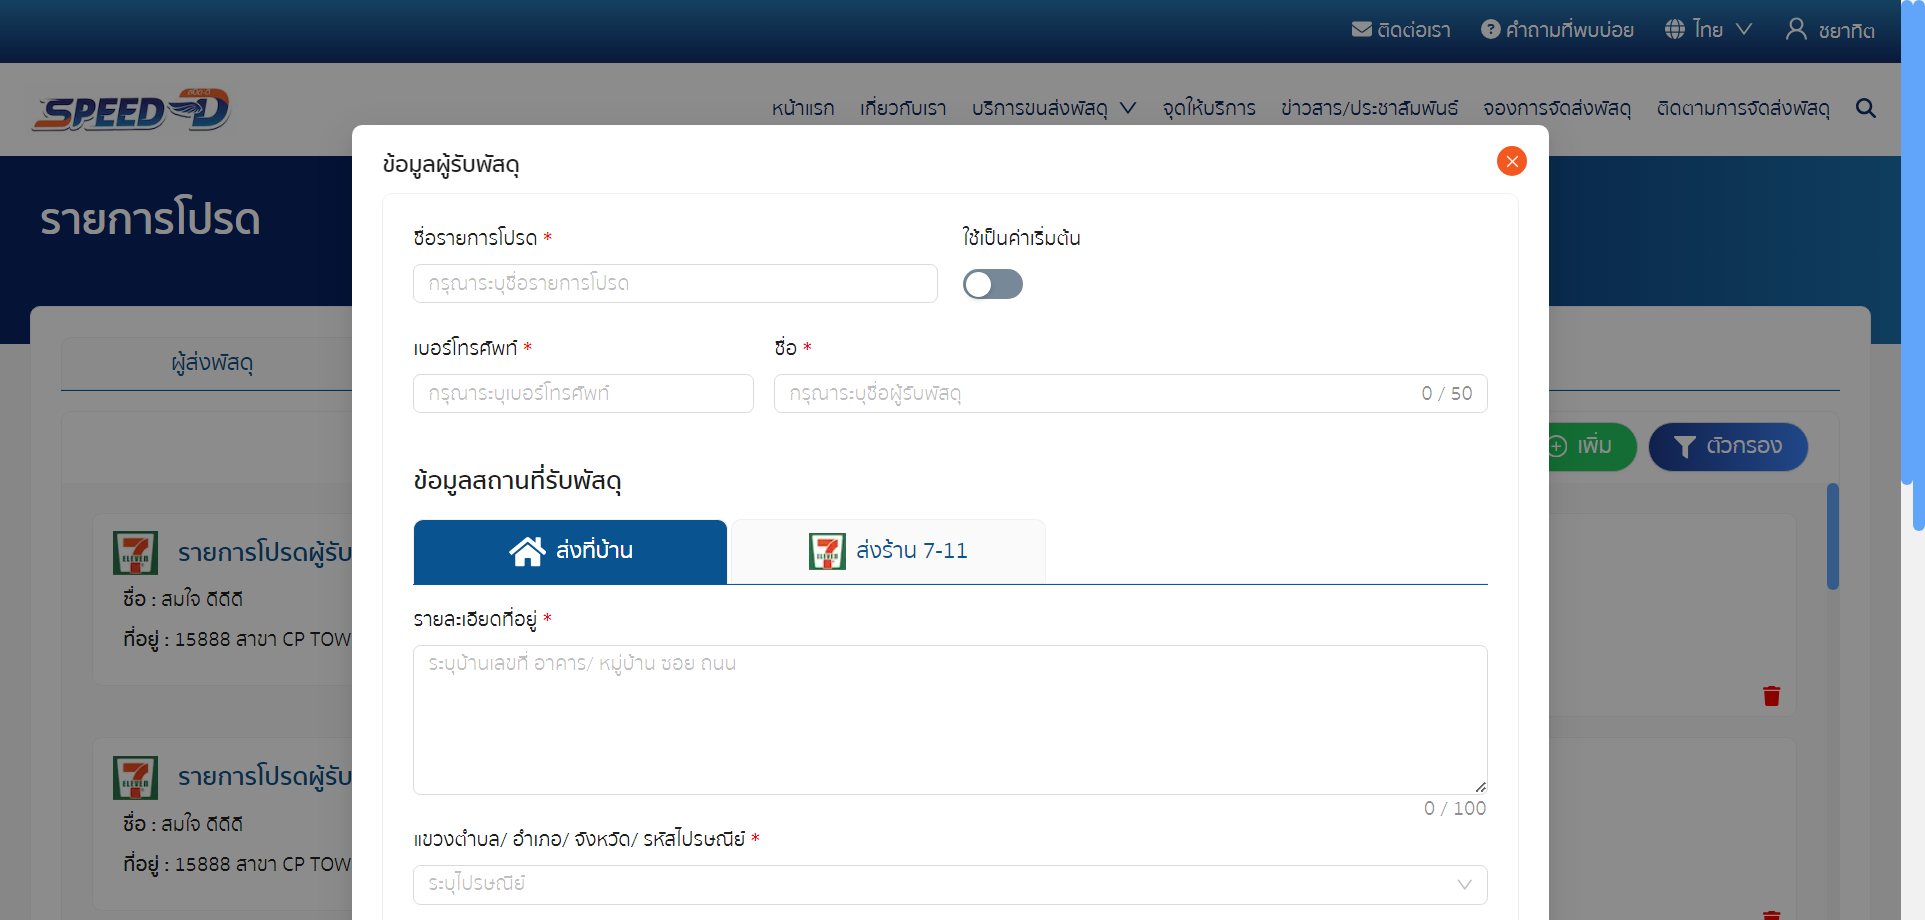 ติดต่อเรา คำถามที่พบบ่อย ไทย ชยาทิต
SPEED-D
หน้าแรก เกี่ยวกับเรา บริการขนส่งพัสดุ จุดให้บริการ ข่าวสาร/ประชาสัมพันธ์ จองการจัดส่งพัสดุ ติดตามการจัดส่งพัสดุ
รายการโปรด
ข้อมูลผู้รับพัสดุ
ชื่อรายการโปรด * ใช้เป็นค่าเริ่มต้น
กรุณาระบุชื่อรายการโปรด
เบอร์โทรศัพท์ * ชื่อ *
กรุณาระบุเบอร์โทรศัพท์ กรุณาระบุชื่อผู้รับพัสดุ 0 / 50
ผู้ส่งพัสดุ
เพิ่ม ตัวกรอง
ข้อมูลสถานที่รับพัสดุ
ส่งที่บ้าน ส่งร้าน 7-11
รายละเอียดที่อยู่ *
ระบุบ้านเลขที่ อาคาร/ หมู่บ้าน ซอย ถนน
0 / 100
แขวงตำบล/ อำเภอ/ จังหวัด/ รหัสไปรษณีย์ *
ระบุไปรษณีย์
รายการโปรดผู้รับ
ชื่อ : สมใจ ดีดีดี
ที่อยู่ : 15888 สาขา CP TOW
รายการโปรดผู้รับ
ชื่อ : สมใจ ดีดีดี
ที่อยู่ : 15888 สาขา CP TOW